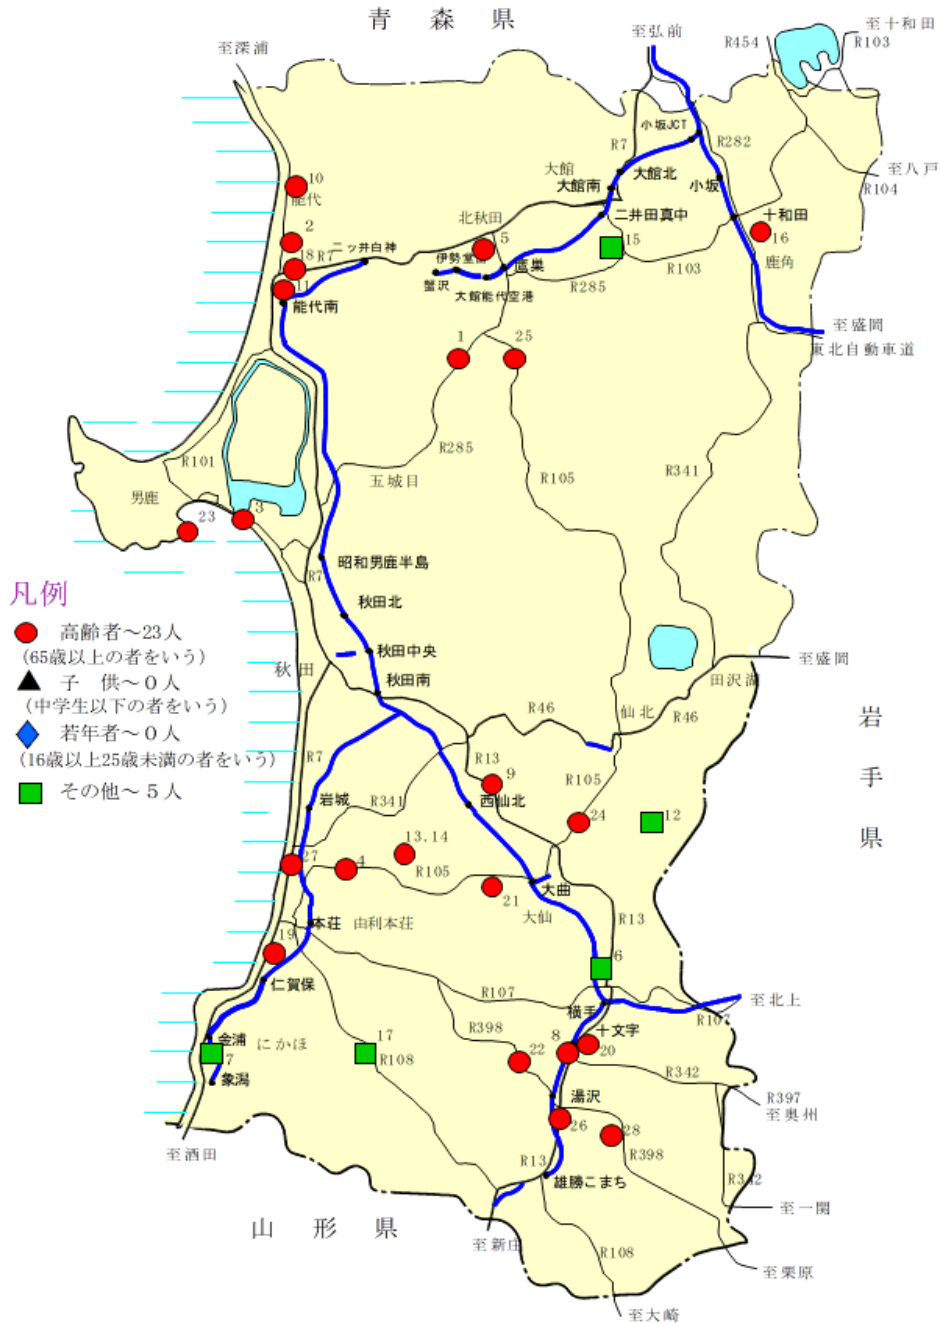 青森県
至深浦
至弘前
至十和田
R454
R103
小坂JCT
R7
R282
大館
大館北
至八戸
R104
10
能代
大館南
小坂
2
北秋田
二井田真中
十和田
18
R7
二ッ井白神
5
15
16
伊勢堂岱
鷹巣
鹿角
11
蟹沢
大館能代空港
R285
R103
能代南
至盛岡
東北自動車道
1
25
R285
R101
五城目
R105
R341
男鹿
23
3
昭和男鹿半島
R7
凡例
高齢者～23人
(65歳以上の者をいう)
子 供～０人
(中学生以下の者をいう)
若年者～０人
(16歳以上25歳未満の者をいう)
その他～５人
秋田北
秋田中央
秋田
秋田南
至盛岡
田沢湖
R46
仙北
R46
岩手県
R7
R13
9
R105
岩城
R341
西仙北
24
12
13.14
27
4
R105
21
大曲
大仙
R13
本荘
由利本荘
19
6
仁賀保
R107
横手
至北上
R107
金浦
にかほ
7
17
R108
R398
8
十文字
20
22
R342
象潟
湯沢
R397
至奥州
26
28
R398
至酒田
R13
雄勝こまち
R342
至一関
山形県
至新庄
R108
至栗原
至大崎